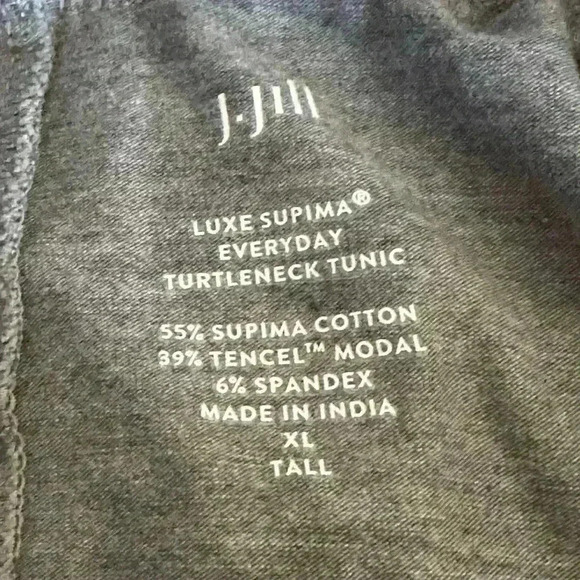 J.Jill
LUXE SUPIMA®
EVERYDAY
TURTLENECK TUNIC
55% SUPIMA COTTON
39% TENCEL™ MODAL
6% SPANDEX
MADE IN INDIA
XL
TALL